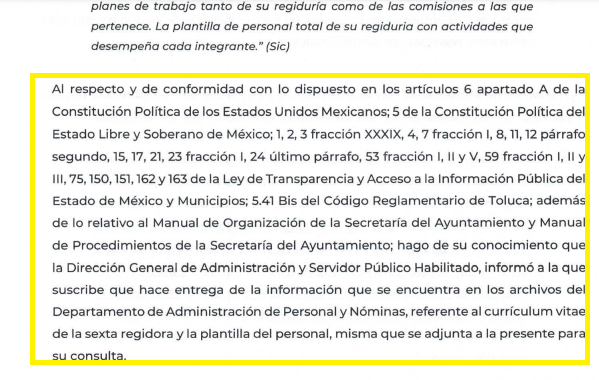 planes de trabajo tanto de su regiduría como de las comisiones a las que
pertenece. La plantilla de personal total de su regiduria con actividades que
desempeña cada integrante.” (Sic)
Al respecto y de conformidad con lo dispuesto en los artículos 6 apartado A de la
Constitución Política de los Estados Unidos Mexicanos; 5 de la Constitución Política del
Estado Libre y Soberano de México; 1, 2, 3 fracción XXXIX, 4, 7 fracción I, 8, 11, 12 párrafo
segundo, 15, 17, 21, 23 fracción I, 24 último párrafo, 53 fracción I, II y V, 59 fracción I, II y
III, 75, 150, 151, 162 y 163 de la Ley de Transparencia y Acceso a la Información Pública del
Estado de México y Municipios; 5.41 Bis del Código Reglamentario de Toluca; además
de lo relativo al Manual de Organización de la Secretaría del Ayuntamiento y Manual
de Procedimientos de la Secretaría del Ayuntamiento; hago de su conocimiento que
la Dirección General de Administración y Servidor Público Habilitado, informó a la que
suscribe que hace entrega de la información que se encuentra en los archivos del
Departamento de Administración de Personal y Nóminas, referente al currículum vitae
de la sexta regidora y la plantilla del personal, misma que se adjunta a la presente para
su consulta.